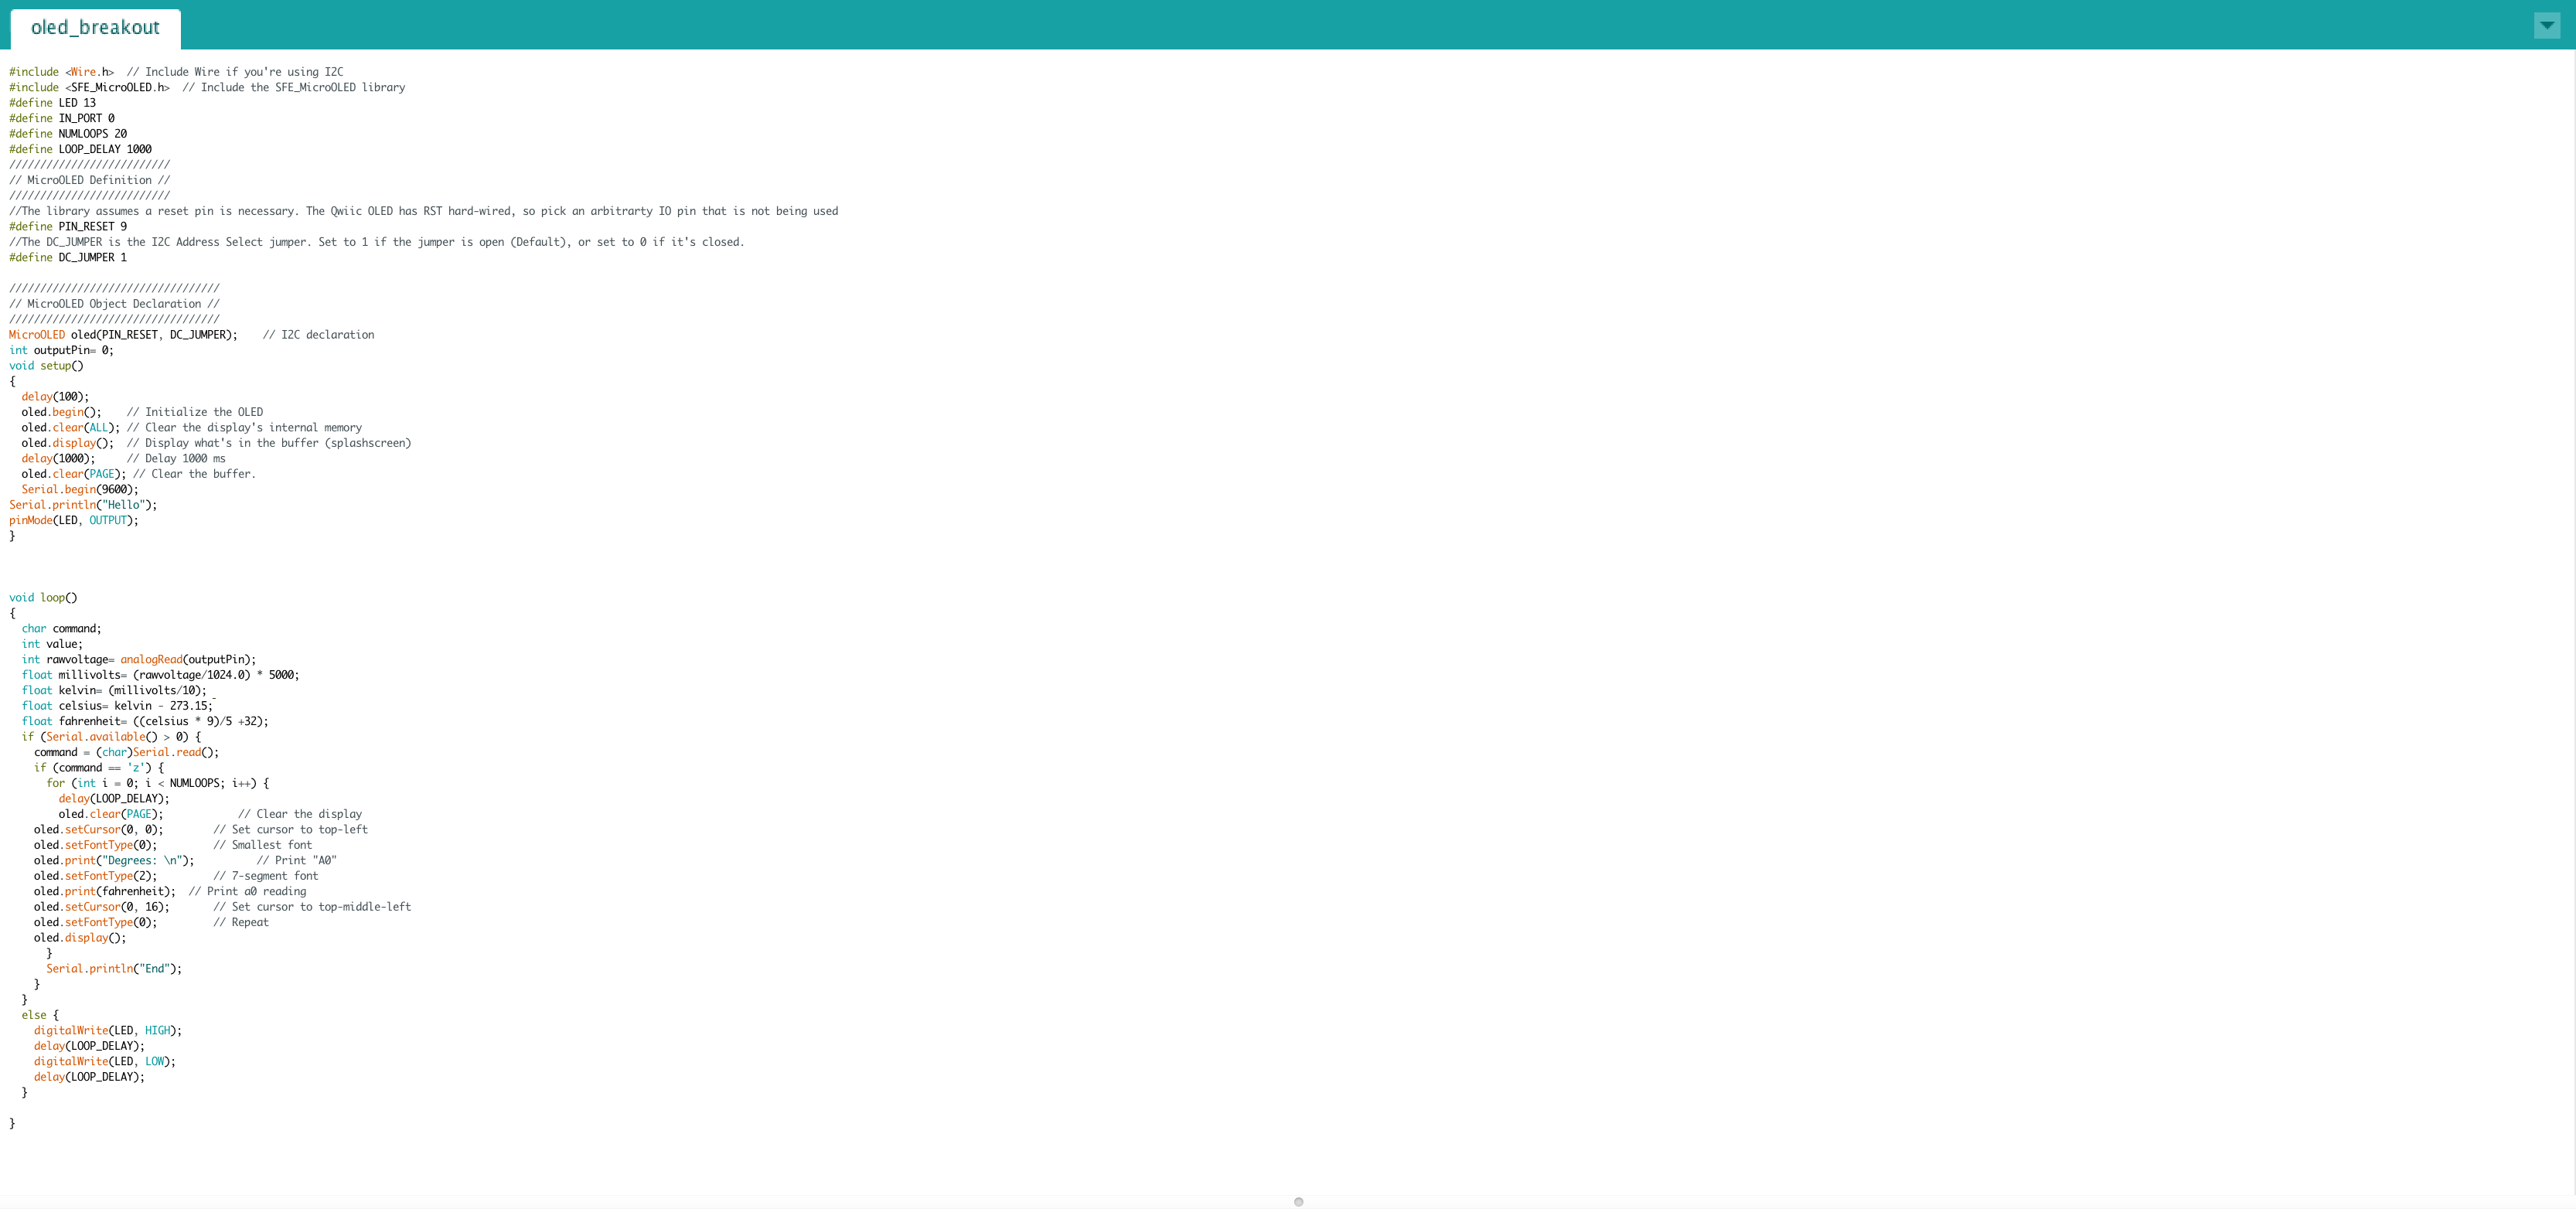 oled_breakout
#include <Wire.h>  // Include Wire if you're using I2C
#include <SFE_MicroOLED.h>  // Include the SFE_MicroOLED library
#define LED 13
#define IN_PORT 0
#define NUMLOOPS 20
#define LOOP_DELAY 1000
//////////////////////////
// MicroOLED Definition //
//////////////////////////
//The library assumes a reset pin is necessary. The Qwiic OLED has RST hard-wired, so pick an arbitrarty IO pin that is not being used
#define PIN_RESET 9
//The DC_JUMPER is the I2C Address Select jumper. Set to 1 if the jumper is open (Default), or set to 0 if it's closed.
#define DC_JUMPER 1
//////////////////////////////////
// MicroOLED Object Declaration //
//////////////////////////////////
MicroOLED oled(PIN_RESET, DC_JUMPER);    // I2C declaration
int outputPin= 0;
void setup()
{
  delay(100);
  oled.begin();    // Initialize the OLED
  oled.clear(ALL); // Clear the display's internal memory
  oled.display();  // Display what's in the buffer (splashscreen)
  delay(1000);     // Delay 1000 ms
  oled.clear(PAGE); // Clear the buffer.
  Serial.begin(9600);
Serial.println("Hello");
pinMode(LED, OUTPUT);
}
void loop()
{
  char command;
  int value;
  int rawvoltage= analogRead(outputPin);
  float millivolts= (rawvoltage/1024.0) * 5000;
  float kelvin= (millivolts/10);
  float celsius= kelvin - 273.15;
  float fahrenheit= ((celsius * 9)/5 +32);
  if (Serial.available() > 0) {
    command = (char)Serial.read();
    if (command == 'z') {
      for (int i = 0; i < NUMLOOPS; i++) {
        delay(LOOP_DELAY);
        oled.clear(PAGE);            // Clear the display
    oled.setCursor(0, 0);        // Set cursor to top-left
    oled.setFontType(0);         // Smallest font
    oled.print("Degrees: \n");          // Print "A0"
    oled.setFontType(2);         // 7-segment font
    oled.print(fahrenheit);  // Print a0 reading
    oled.setCursor(0, 16);       // Set cursor to top-middle-left
    oled.setFontType(0);         // Repeat
    oled.display();
      }
      Serial.println("End");
    }
  }
  else {
    digitalWrite(LED, HIGH);
    delay(LOOP_DELAY);
    digitalWrite(LED, LOW);
    delay(LOOP_DELAY);
  }
}